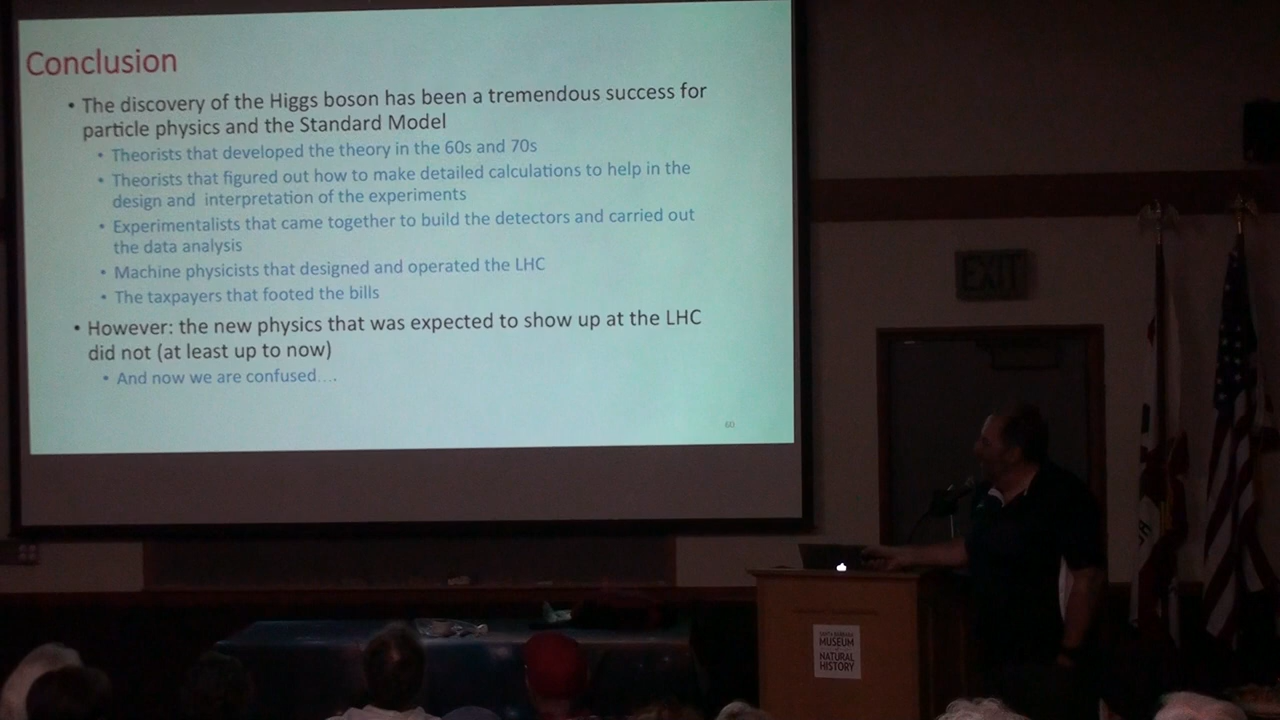 Conclusion
• The discovery of the Higgs boson has been a tremendous success for
particle physics and the Standard Model
• Theorists that developed the theory in the 60s and 70s
• Theorists that figured out how to make detailed calculations to help in the
design and interpretation of the experiments
• Experimentalists that came together to build the detectors and carried out
the data analysis
• Machine physicists that designed and operated the LHC
• The taxpayers that footed the bills
• However: the new physics that was expected to show up at the LHC
did not (at least up to now)
• And now we are confused….
60
EXIT
SANTA BARBARA
MUSEUM
NATURAL
HISTORY